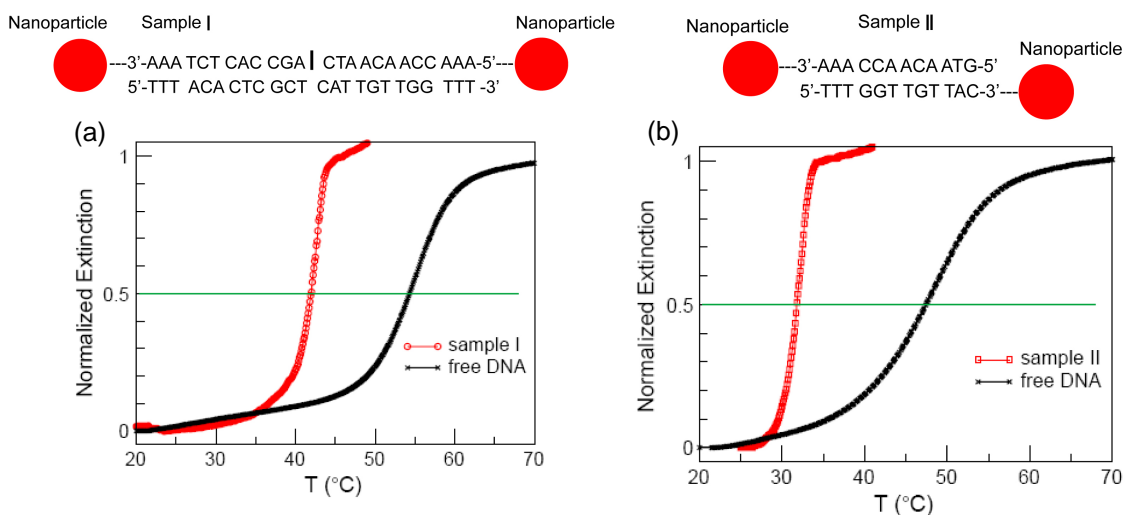 Sample I
Nanoparticle
Nanoparticle
---3’-AAA TCT CAC CGA | CTA ACA ACC AAA-5’---
5’-TTT ACA CTC GCT CAT TGT TGG TTT -3’
(a)
Normalized Extinction
1
0.5
0
sample I
free DNA
20 30 40 50 60 70
T (°C)
Sample II
Nanoparticle
Nanoparticle
---3’-AAA CCA ACA ATG-5’
5’-TTT GGT TGT TAC-3’---
(b)
Normalized Extinction
1
0.5
0
sample II
free DNA
20 30 40 50 60 70
T (°C)